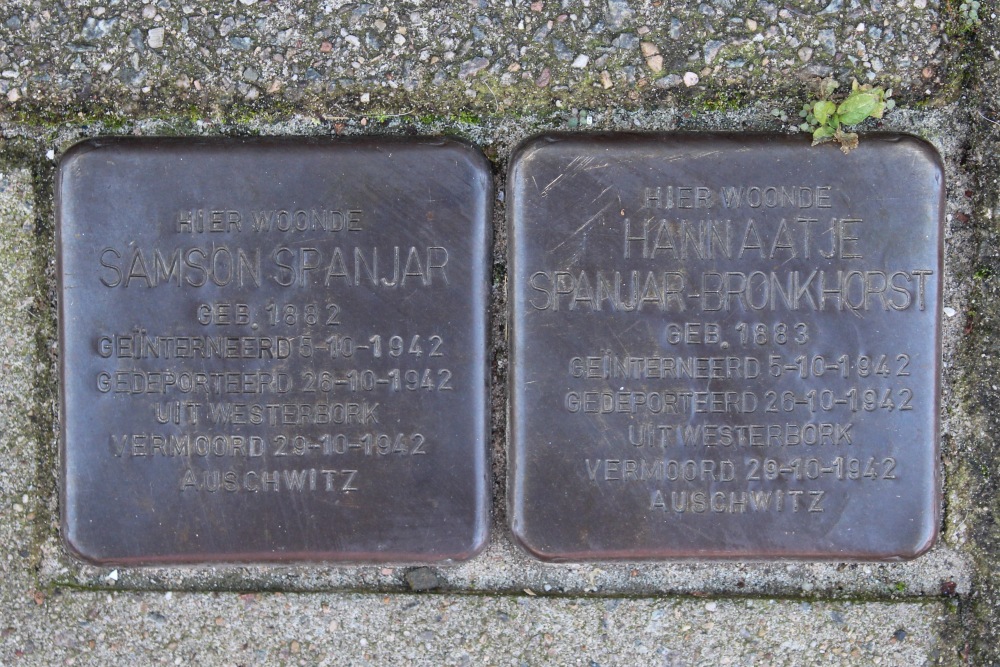 HIER WOONDE
SAMSON SPANJAR
GEB. 1882
GEÏNTERNEERD 5-10-1942
GEDEPORTEERD 26-10-1942
UIT WESTERBORK
VERMOORD 29-10-1942
AUSCHWITZ
HIER WOONDE
HANNAATJE
SPANJAR-BRONKHORST
GEB. 1883
GEÏNTERNEERD 5-10-1942
GEDEPORTEERD 26-10-1942
UIT WESTERBORK
VERMOORD 29-10-1942
AUSCHWITZ